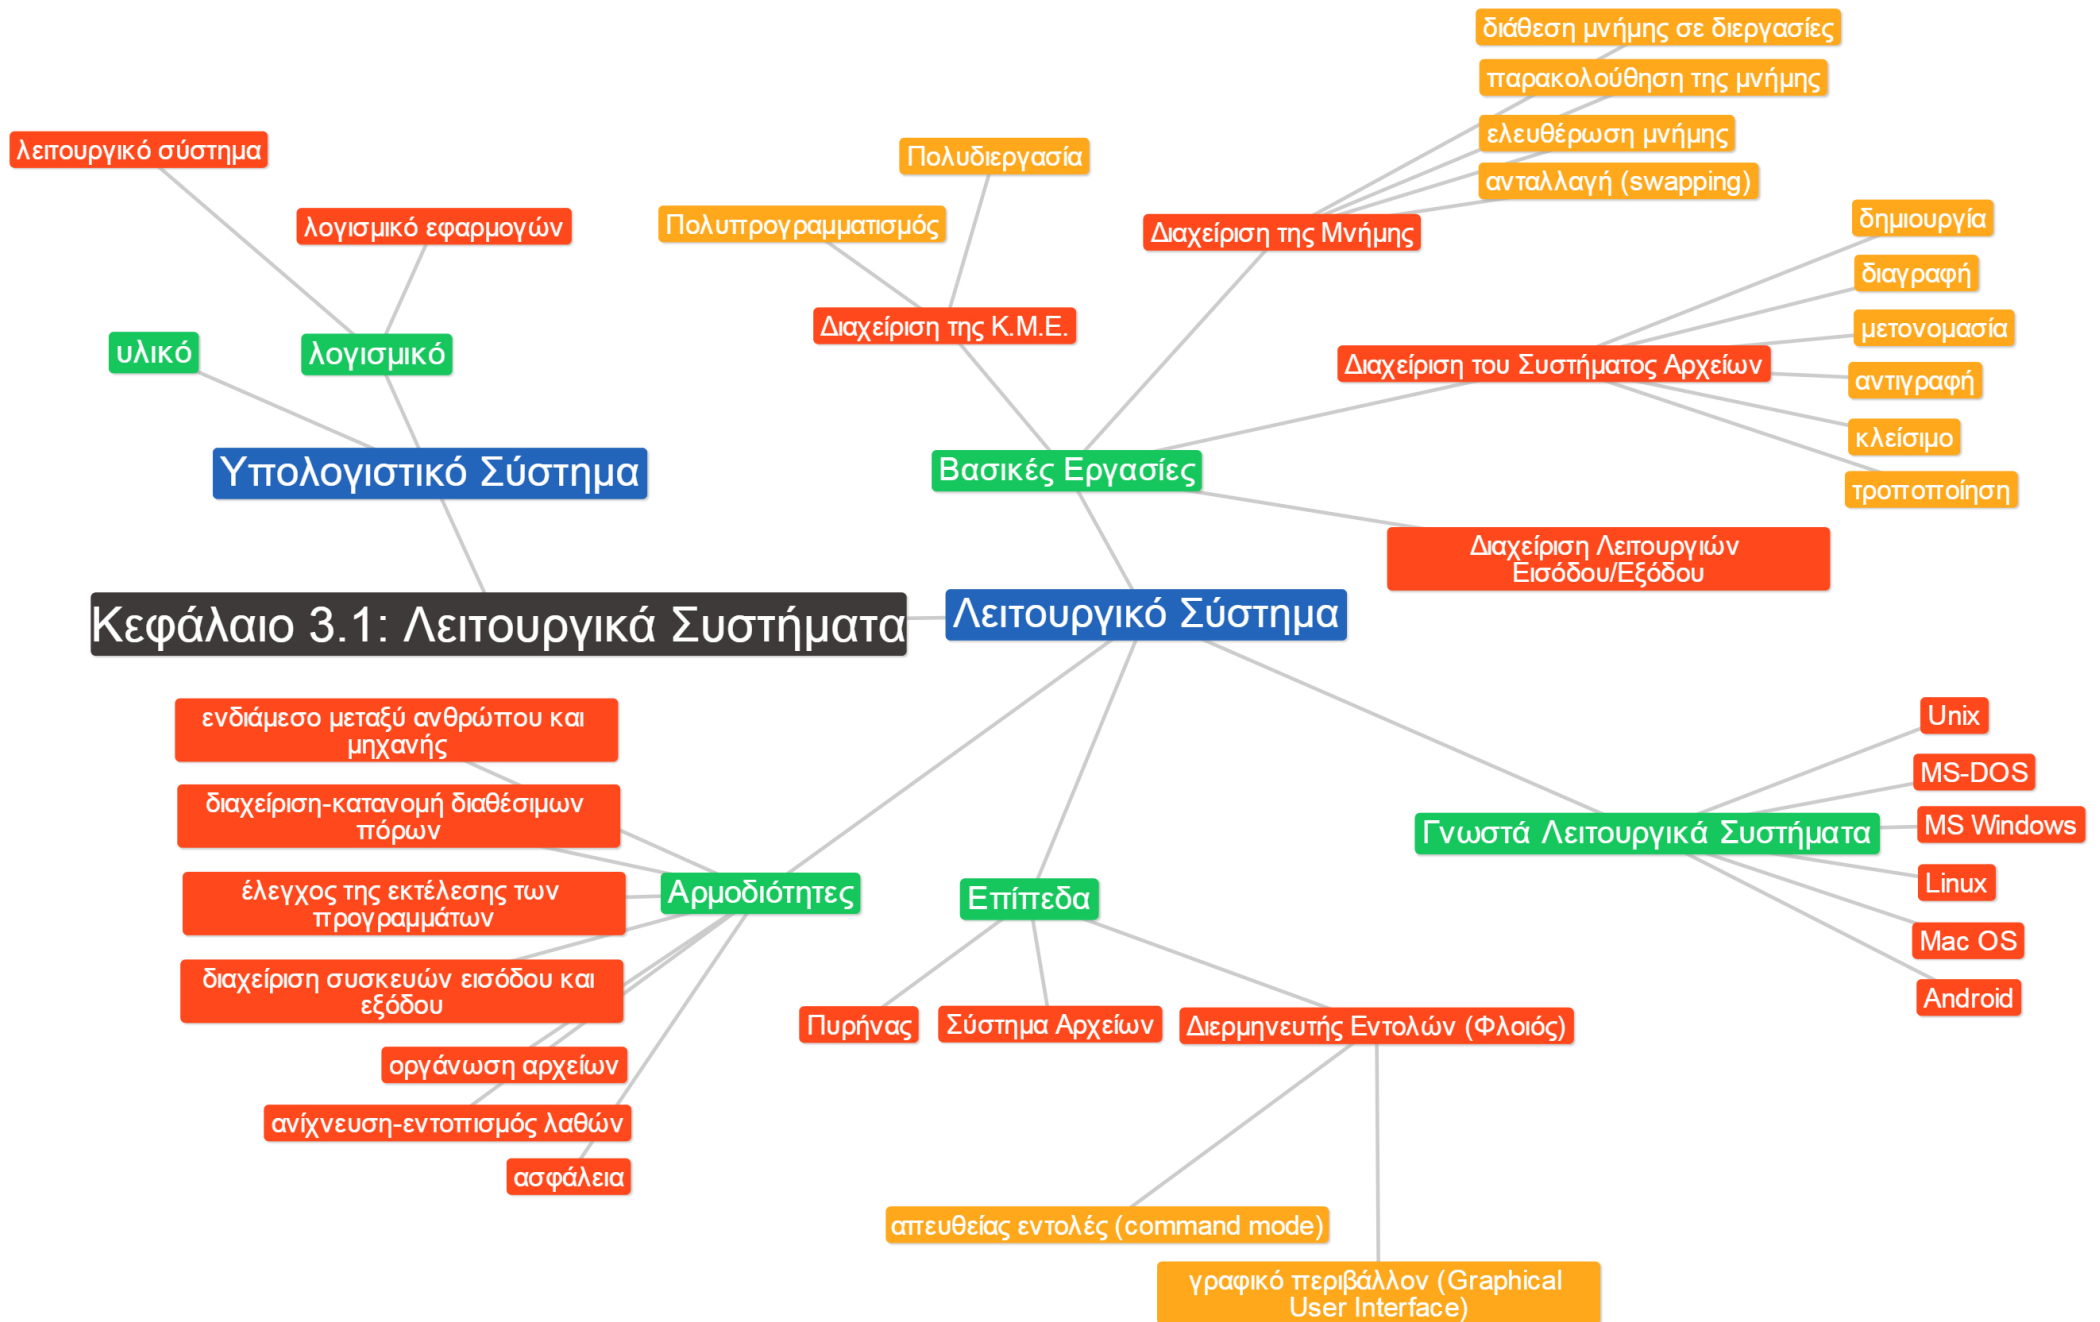 διάθεση μνήμης σε διεργασίες
παρακολούθηση της μνήμης
ελευθέρωση μνήμης
ανταλλαγή (swapping)
λειτουργικό σύστημα
Πολυδιεργασία
λογισμικό εφαρμογών
Πολυπρογραμματισμός
Διαχείριση της Μνήμης
δημιουργία
διαγραφή
μετονομασία
αντιγραφή
κλείσιμο
τροποποίηση
Διαχείριση της Κ.Μ.Ε.
υλικό
λογισμικό
Διαχείριση του Συστήματος Αρχείων
Υπολογιστικό Σύστημα
Βασικές Εργασίες
Διαχείριση Λειτουργιών
Εισόδου/Εξόδου
Κεφάλαιο 3.1: Λειτουργικά Συστήματα
Λειτουργικό Σύστημα
ενδιάμεσο μεταξύ ανθρώπου και
μηχανής
διαχείριση-κατανομή διαθέσιμων
πόρων
έλεγχος της εκτέλεσης των
προγραμμάτων
διαχείριση συσκευών εισόδου και
εξόδου
οργάνωση αρχείων
ανίχνευση-εντοπισμός λαθών
ασφάλεια
Αρμοδιότητες
Επίπεδα
Γνωστά Λειτουργικά Συστήματα
Unix
MS-DOS
MS Windows
Linux
Mac OS
Android
Πυρήνας
Σύστημα Αρχείων
Διερμηνευτής Εντολών (Φλοιός)
απευθείας εντολές (command mode)
γραφικό περιβάλλον (Graphical
User Interface)